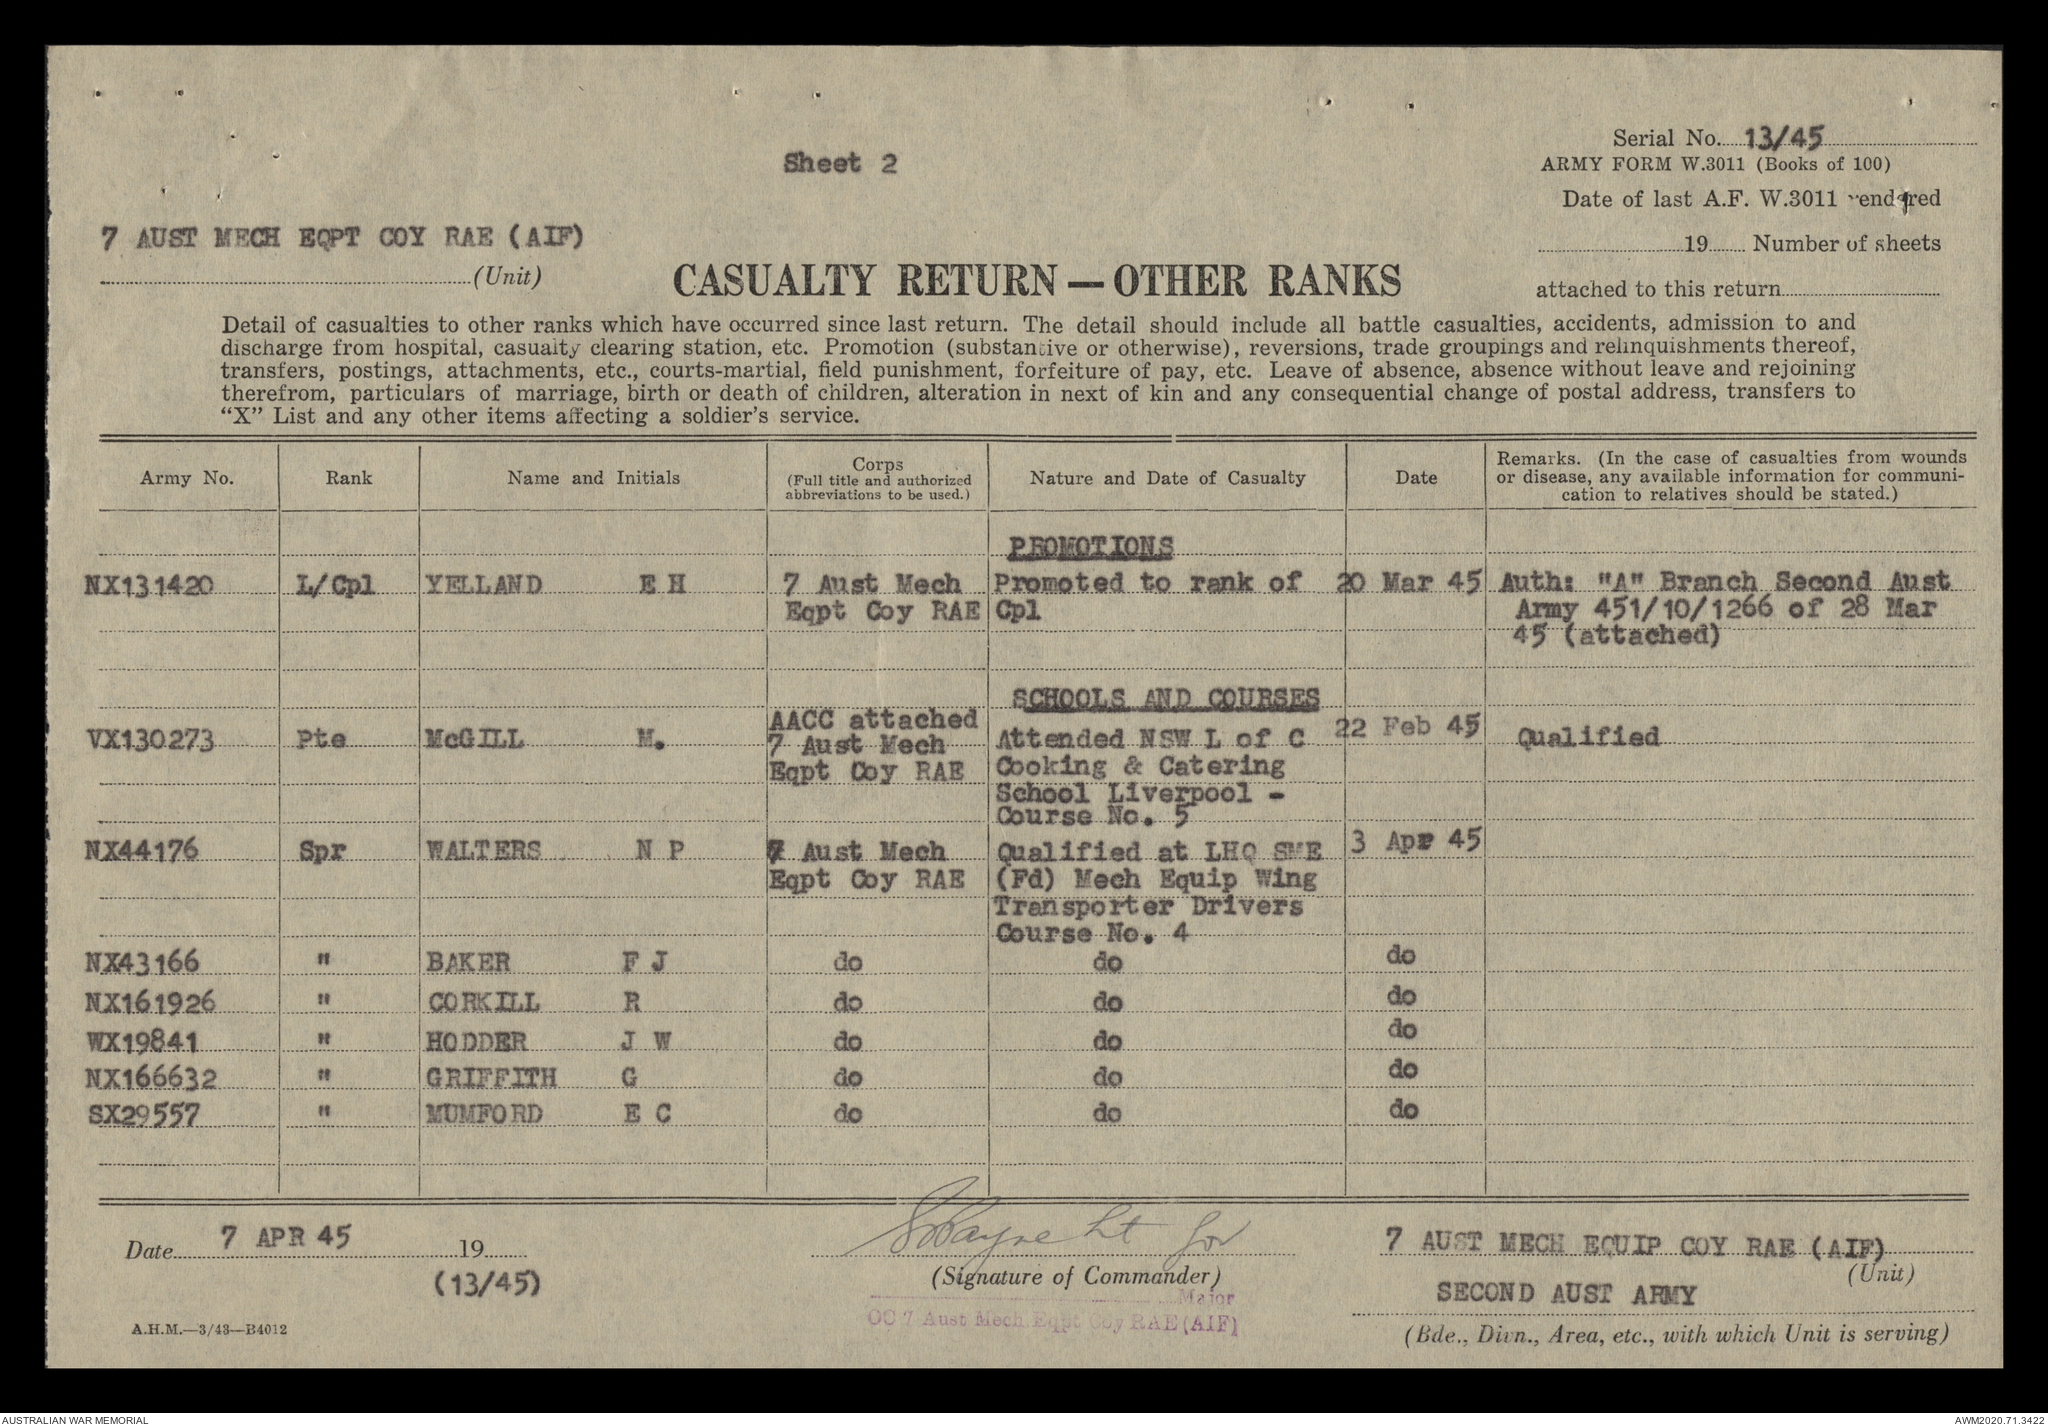 Sheet 2
Serial No. 13/45
ARMY FORM W.3011 (Books of 100)
Date of last A.F. W.3011 rendered
19 Number of sheets
attached to this return
7 AUST MECH EQPT COY RAE (AIF)
(Unit)
CASUALTY RETURN — OTHER RANKS
Detail of casualties to other ranks which have occurred since last return. The detail should include all battle casualties, accidents, admission to and
discharge from hospital, casualty clearing station, etc. Promotion (substantive or otherwise), reversions, trade groupings and relinquishments thereof,
transfers, postings, attachments, etc., courts-martial, field punishment, forfeiture of pay, etc. Leave of absence, absence without leave and rejoining
therefrom, particulars of marriage, birth or death of children, alteration in next of kin and any consequential change of postal address, transfers to
“X” List and any other items affecting a soldier’s service.
Army No. Rank Name and Initials Corps (Full title and authorized abbreviations to be used.) Nature and Date of Casualty Date Remarks. (In the case of casualties from wounds or disease, any available information for communi- cation to relatives should be stated.)
PROMOTIONS
NX131420 L/Cpl YELLAND E H 7 Aust Mech Promoted to rank of 20 Mar 45 Auth: "A" Branch Second Aust
Eqpt Coy RAE Cpl Army 451/10/1266 of 28 Mar
45 (attached)
SCHOOLS AND COURSES
AACC attached
VX130273 Pte McGILL M. 7 Aust Mech Attended NSW L of C 22 Feb 45 Qualified
Eqpt Coy RAE Cooking & Catering
School Liverpool -
Course No. 5
NX44176 Spr WALTERS N P 7 Aust Mech Qualified at LHQ SME 3 Apr 45
Eqpt Coy RAE (Fd) Mech Equip Wing
Transporter Drivers
Course No. 4
NX43166 " BAKER F J do do do
NX161926 " CORKILL R do do do
WX19841 " HODDER J W do do do
NX166632 " GRIFFITH G do do do
SX29557 " MUMFORD E C do do do
Date 7 APR 45 19
(13/45)
Lt for
(Signature of Commander)
Major
OC 7 Aust Mech Eqpt Coy RAE (AIF)
7 AUST MECH EQUIP COY RAE (AIF)
(Unit)
SECOND AUST ARMY
(Bde., Divn., Area, etc., with which Unit is serving)
A.H.M.—3/43—B4012
AUSTRALIAN WAR MEMORIAL
AWM2020.71.3422